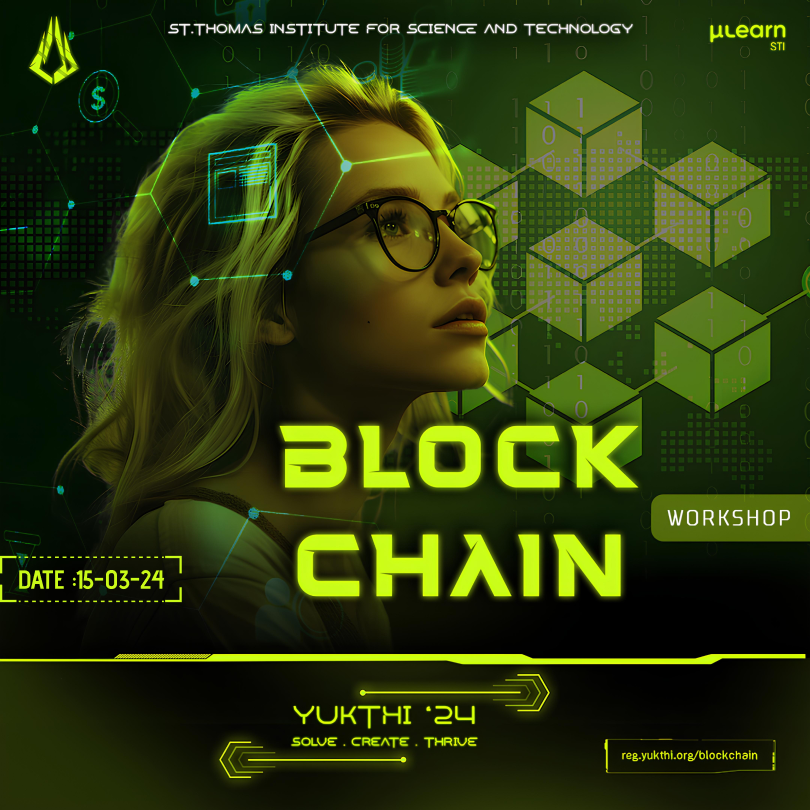 ST.THOMAS INSTITUTE FOR SCIENCE AND TECHNOLOGY
µLearn
STI
$
BLOCK
CHAIN
WORKSHOP
DATE :15-03-24
YUKTHI ‘24
SOLVE . CREATE . THRIVE
reg.yukthi.org/blockchain